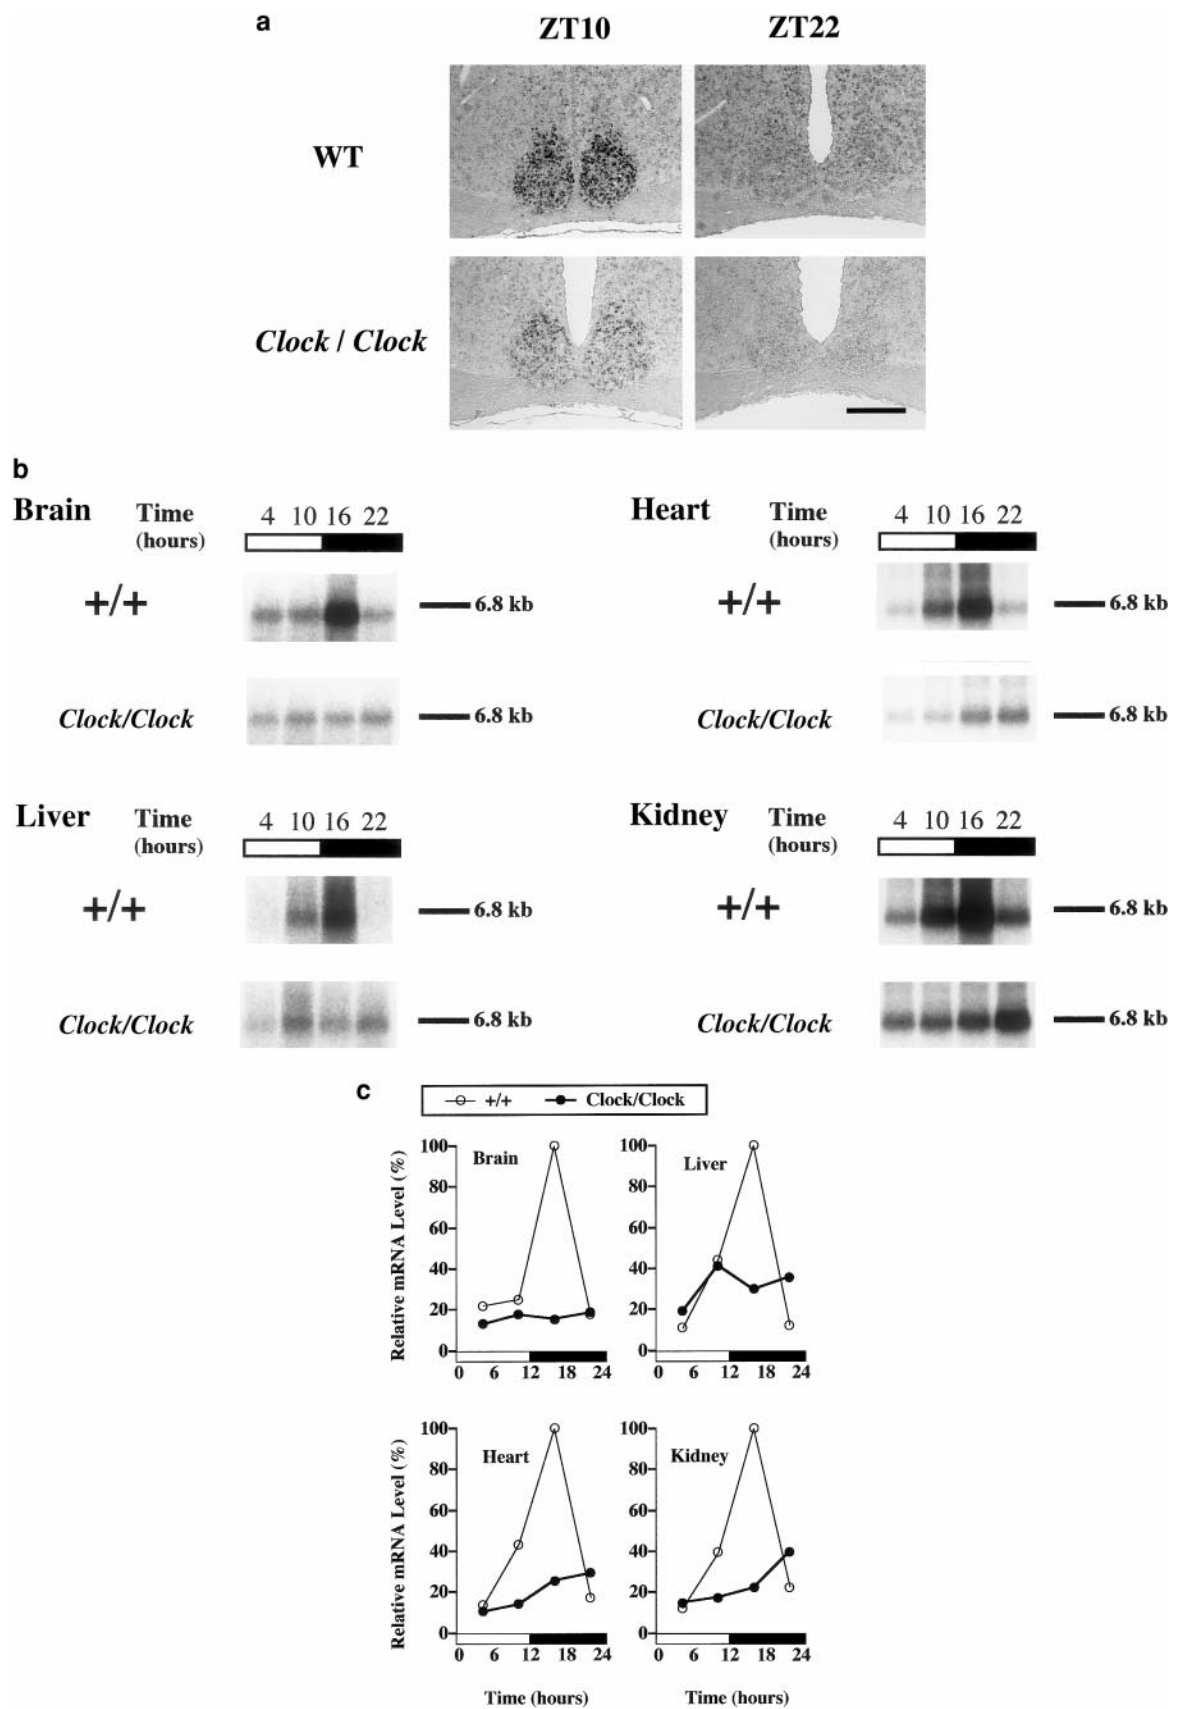 a
ZT10 ZT22
WT
Clock / Clock
b
Brain Time (hours) 4 10 16 22
+/+ 6.8 kb
Clock/Clock 6.8 kb
Heart Time (hours) 4 10 16 22
+/+ 6.8 kb
Clock/Clock 6.8 kb
Liver Time (hours) 4 10 16 22
+/+ 6.8 kb
Clock/Clock 6.8 kb
Kidney Time (hours) 4 10 16 22
+/+ 6.8 kb
Clock/Clock 6.8 kb
c
+/+ Clock/Clock
Relative mRNA Level (%)
100
80
60
40
20
0
Brain
0 6 12 18 24
100
80
60
40
20
0
Liver
0 6 12 18 24
Relative mRNA Level (%)
100
80
60
40
20
0
Heart
0 6 12 18 24
Time (hours)
100
80
60
40
20
0
Kidney
0 6 12 18 24
Time (hours)